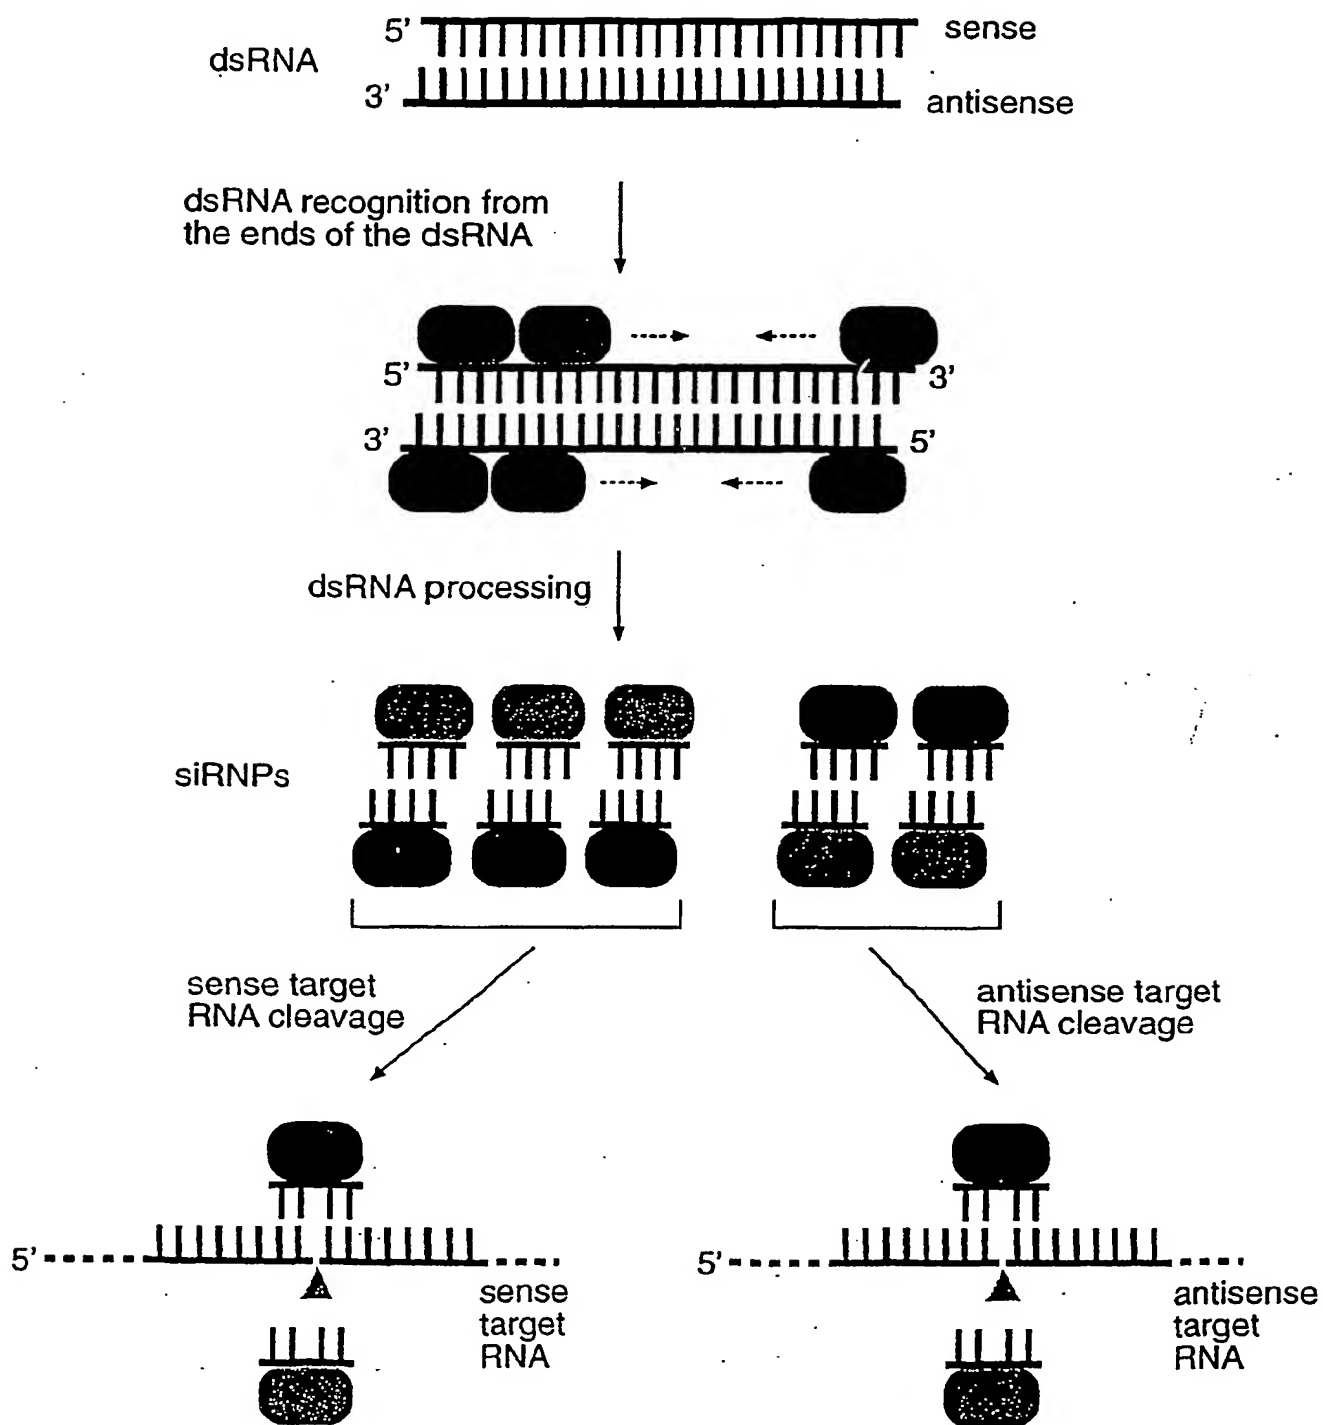 5' sense
dsRNA
3' antisense
dsRNA recognition from
the ends of the dsRNA
5' 3'
3' 5'
dsRNA processing
siRNPs
sense target
RNA cleavage
antisense target
RNA cleavage
5'
sense
target
RNA
5'
antisense
target
RNA